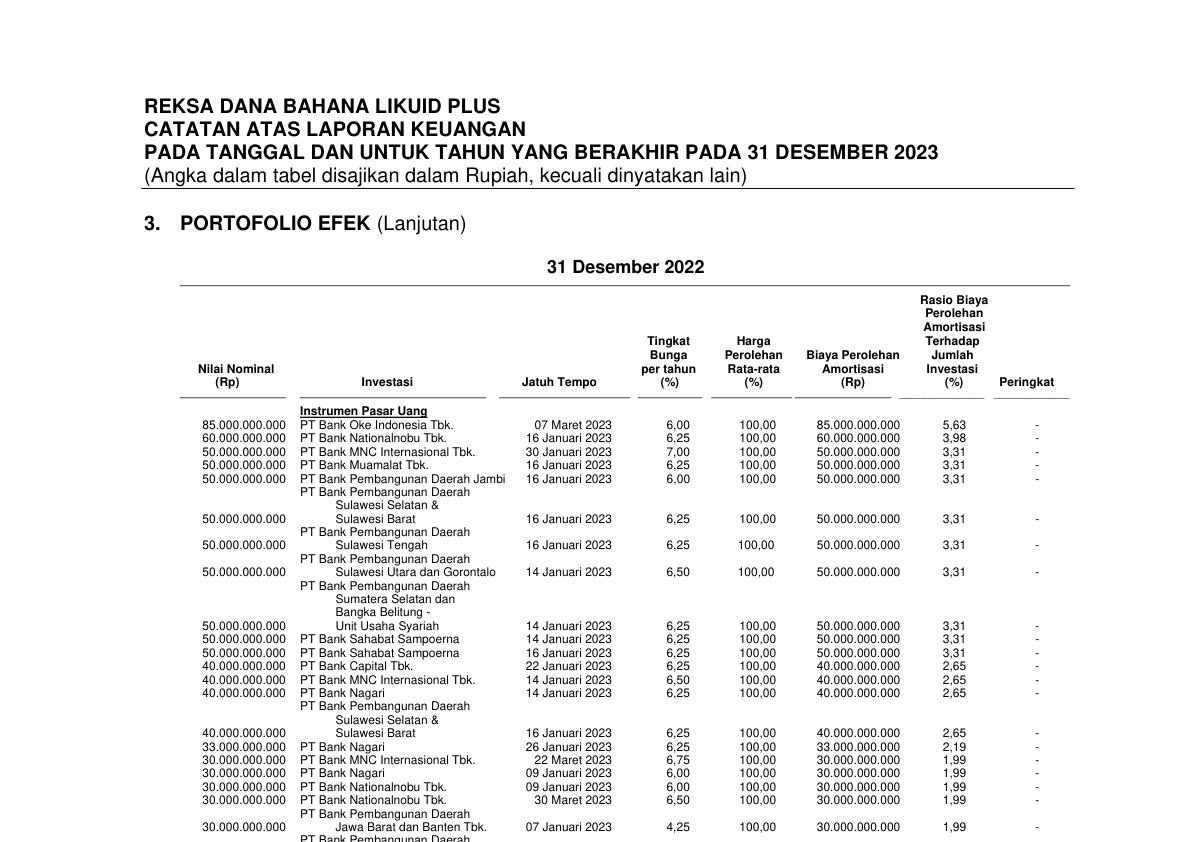 REKSA DANA BAHANA LIKUID PLUS
CATATAN ATAS LAPORAN KEUANGAN
PADA TANGGAL DAN UNTUK TAHUN YANG BERAKHIR PADA 31 DESEMBER 2023
(Angka dalam tabel disajikan dalam Rupiah, kecuali dinyatakan lain)
3. PORTOFOLIO EFEK (Lanjutan)
31 Desember 2022
Rasio Biaya
Perolehan
Amortisasi
Tingkat Harga Terhadap
Bunga Perolehan Biaya Perolehan Jumlah
Nilai Nominal per tahun Rata-rata Amortisasi Investasi
(Rp) Investasi Jatuh Tempo (%) (%) (Rp) (%) Peringkat
Instrumen Pasar Uang
85.000.000.000 PT Bank Oke Indonesia Tbk. 07 Maret 2023 6,00 100,00 85.000.000.000 5,63 -
60.000.000.000 PT Bank Nationalnobu Tbk. 16 Januari 2023 6,25 100,00 60.000.000.000 3,98 -
50.000.000.000 PT Bank MNC Internasional Tbk. 30 Januari 2023 7,00 100,00 50.000.000.000 3,31 -
50.000.000.000 PT Bank Muamalat Tbk. 16 Januari 2023 6,25 100,00 50.000.000.000 3,31 -
50.000.000.000 PT Bank Pembangunan Daerah Jambi 16 Januari 2023 6,00 100,00 50.000.000.000 3,31 -
PT Bank Pembangunan Daerah
Sulawesi Selatan &
50.000.000.000 Sulawesi Barat 16 Januari 2023 6,25 100,00 50.000.000.000 3,31 -
PT Bank Pembangunan Daerah
50.000.000.000 Sulawesi Tengah 16 Januari 2023 6,25 100,00 50.000.000.000 3,31 -
PT Bank Pembangunan Daerah
50.000.000.000 Sulawesi Utara dan Gorontalo 14 Januari 2023 6,50 100,00 50.000.000.000 3,31 -
PT Bank Pembangunan Daerah
Sumatera Selatan dan
Bangka Belitung -
50.000.000.000 Unit Usaha Syariah 14 Januari 2023 6,25 100,00 50.000.000.000 3,31 -
50.000.000.000 PT Bank Sahabat Sampoerna 14 Januari 2023 6,25 100,00 50.000.000.000 3,31 -
50.000.000.000 PT Bank Sahabat Sampoerna 16 Januari 2023 6,25 100,00 50.000.000.000 3,31 -
40.000.000.000 PT Bank Capital Tbk. 22 Januari 2023 6,25 100,00 40.000.000.000 2,65 -
40.000.000.000 PT Bank MNC Internasional Tbk. 14 Januari 2023 6,50 100,00 40.000.000.000 2,65 -
40.000.000.000 PT Bank Nagari 14 Januari 2023 6,25 100,00 40.000.000.000 2,65 -
PT Bank Pembangunan Daerah
Sulawesi Selatan &
40.000.000.000 Sulawesi Barat 16 Januari 2023 6,25 100,00 40.000.000.000 2,65 -
33.000.000.000 PT Bank Nagari 26 Januari 2023 6,25 100,00 33.000.000.000 2,19 -
30.000.000.000 PT Bank MNC Internasional Tbk. 22 Maret 2023 6,75 100,00 30.000.000.000 1,99 -
30.000.000.000 PT Bank Nagari 09 Januari 2023 6,00 100,00 30.000.000.000 1,99 -
30.000.000.000 PT Bank Nationalnobu Tbk. 09 Januari 2023 6,00 100,00 30.000.000.000 1,99 -
30.000.000.000 PT Bank Nationalnobu Tbk. 30 Maret 2023 6,50 100,00 30.000.000.000 1,99 -
PT Bank Pembangunan Daerah
30.000.000.000 Jawa Barat dan Banten Tbk. 07 Januari 2023 4,25 100,00 30.000.000.000 1,99 -
PT Bank Pembangunan Daerah